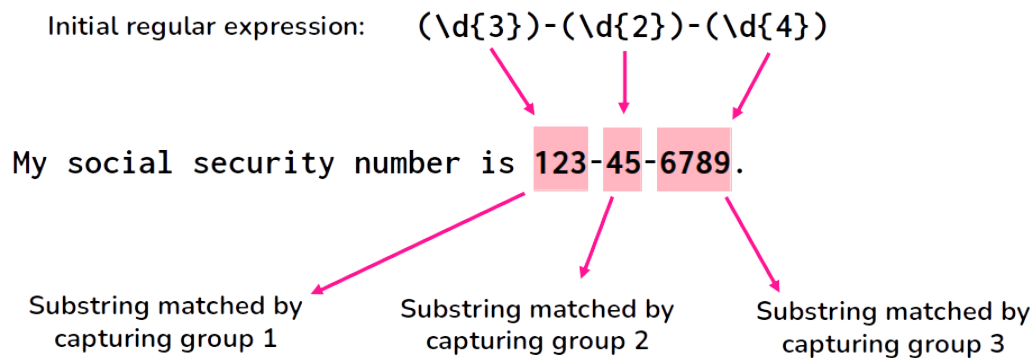 Initial regular expression: (\d{3})-(\d{2})-(\d{4})
My social security number is 123-45-6789.
Substring matched by
capturing group 1
Substring matched by
capturing group 2
Substring matched by
capturing group 3